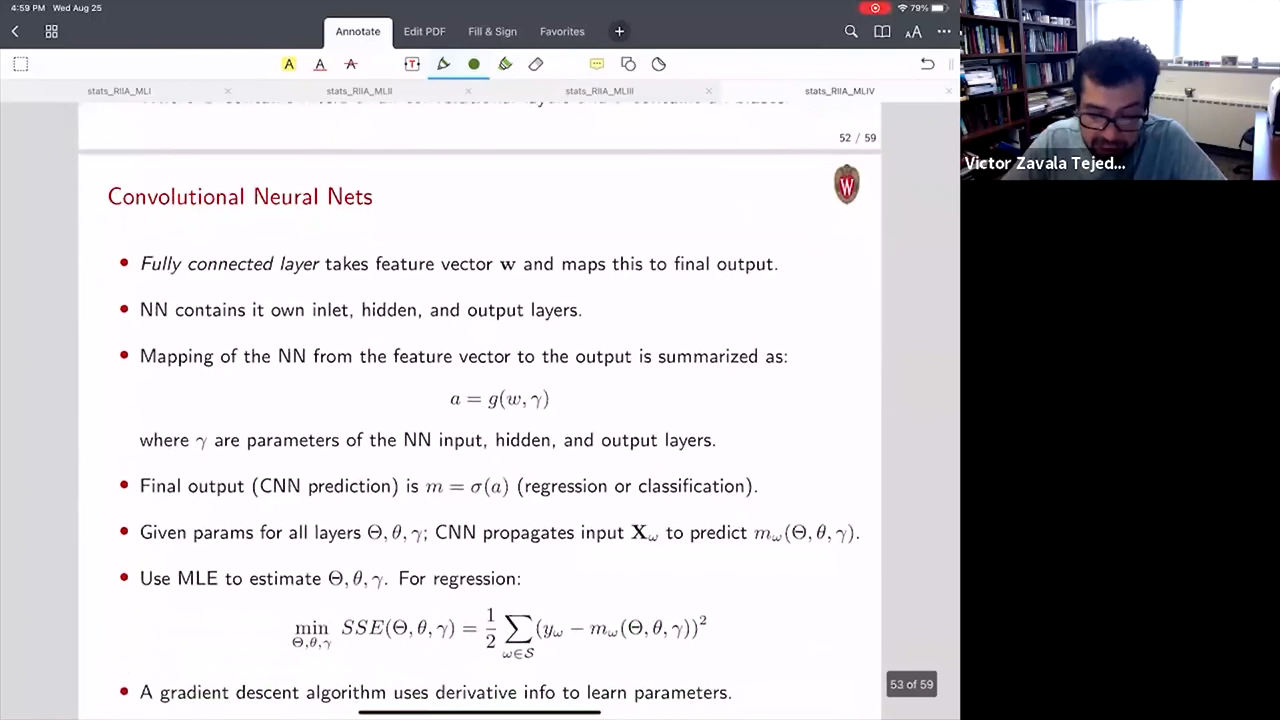 4:59 PM Wed Aug 25
79%
Annotate
Edit PDF
Fill & Sign
Favorites
stats_RIIA_MLI
stats_RIIA_MLII
stats_RIIA_MLIII
stats_RIIA_MLIV
52 / 59
Convolutional Neural Nets
W
• Fully connected layer takes feature vector w and maps this to final output.
• NN contains it own inlet, hidden, and output layers.
• Mapping of the NN from the feature vector to the output is summarized as:
a = g(w, γ)
where γ are parameters of the NN input, hidden, and output layers.
• Final output (CNN prediction) is m = σ(a) (regression or classification).
• Given params for all layers Θ, θ, γ; CNN propagates input X_ω to predict m_ω(Θ, θ, γ).
• Use MLE to estimate Θ, θ, γ. For regression:
min_{Θ,θ,γ} SSE(Θ, θ, γ) = 1/2 ∑_{ω∈S} (y_ω − m_ω(Θ, θ, γ))²
• A gradient descent algorithm uses derivative info to learn parameters.
53 of 59
Victor Zavala Tejed...